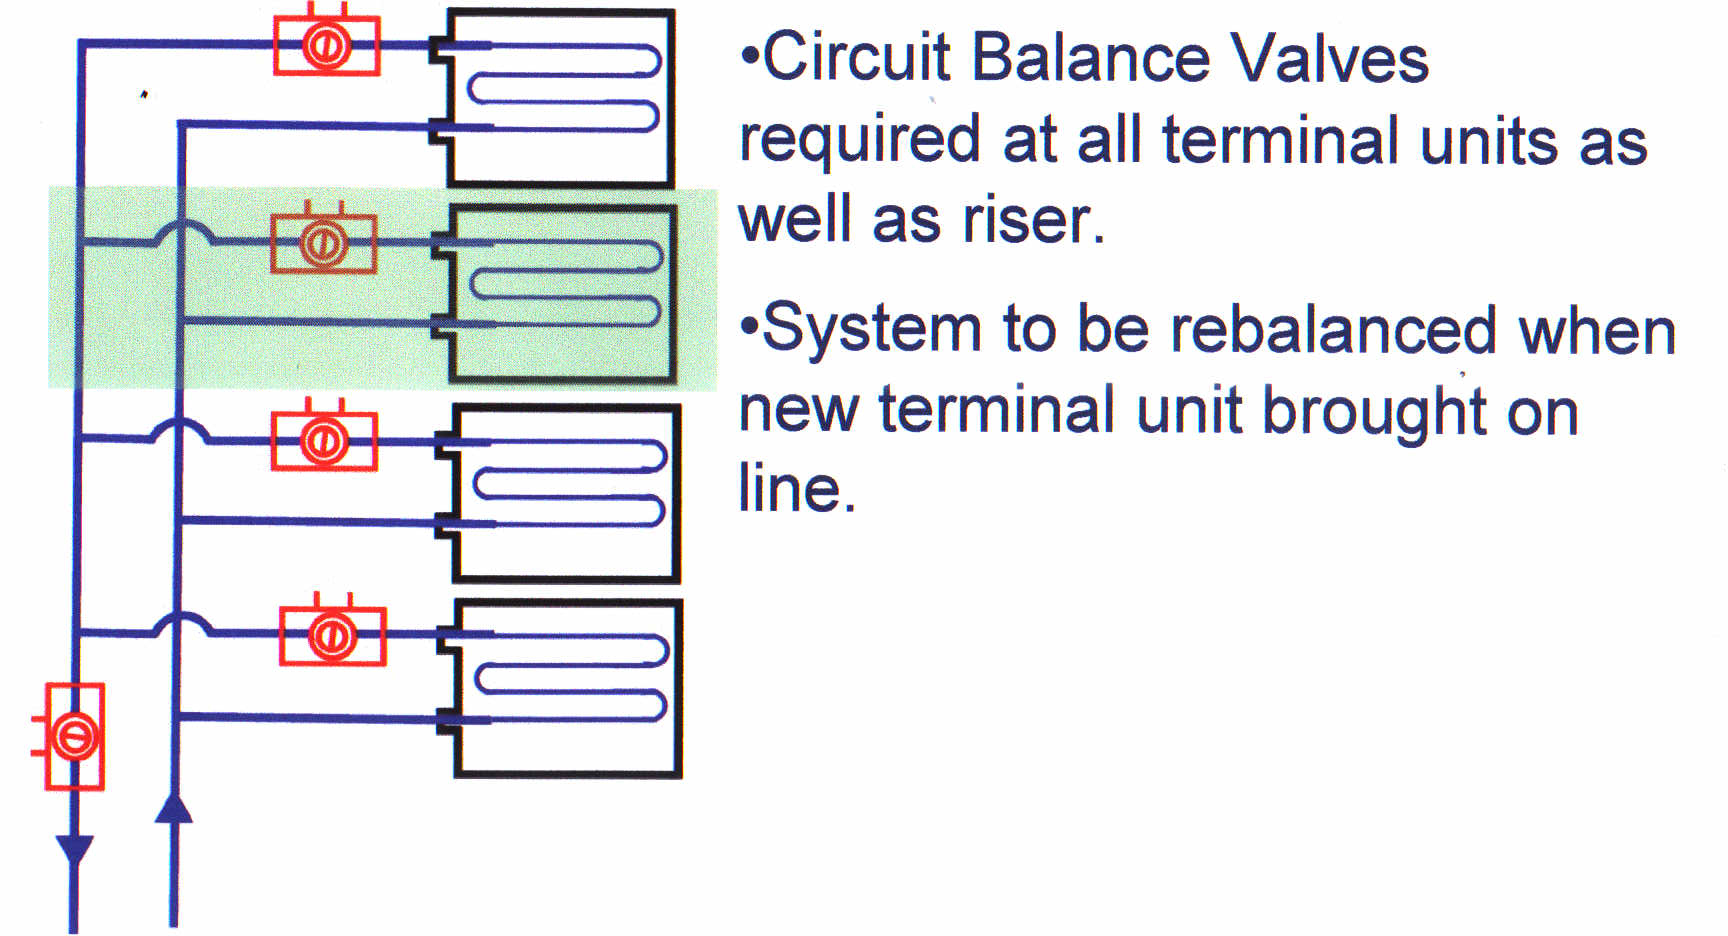 •Circuit Balance Valves
required at all terminal units as
well as riser.
•System to be rebalanced when
new terminal unit brought on
line.